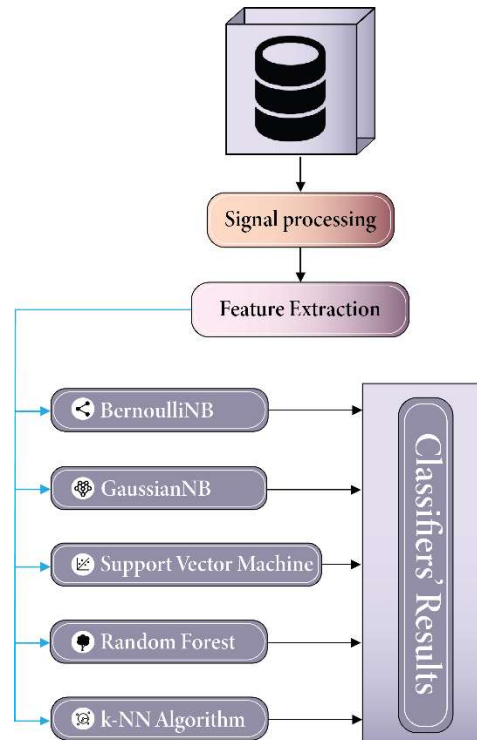 Signal processing
Feature Extraction
BernoulliNB
GaussianNB
Support Vector Machine
Random Forest
k-NN Algorithm
Classifiers' Results